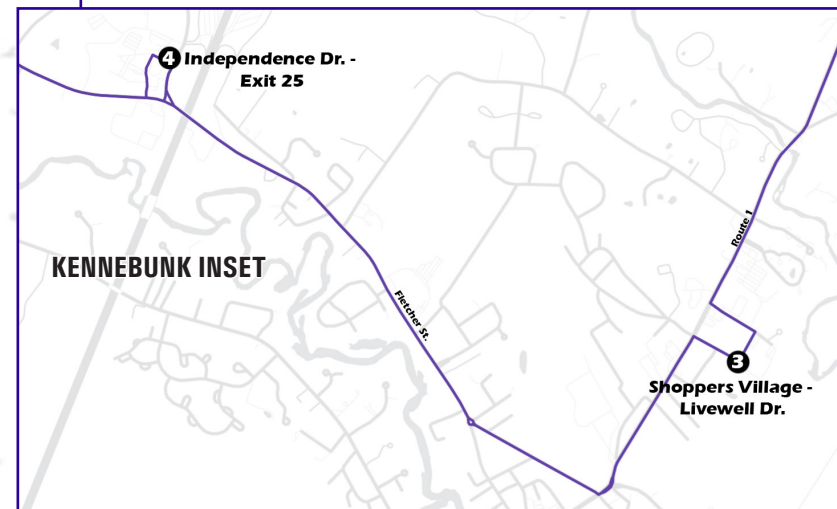 4 Independence Dr. -
Exit 25
KENNEBUNK INSET
Fletcher St.
Route 1
3
Shoppers Village -
Livewell Dr.